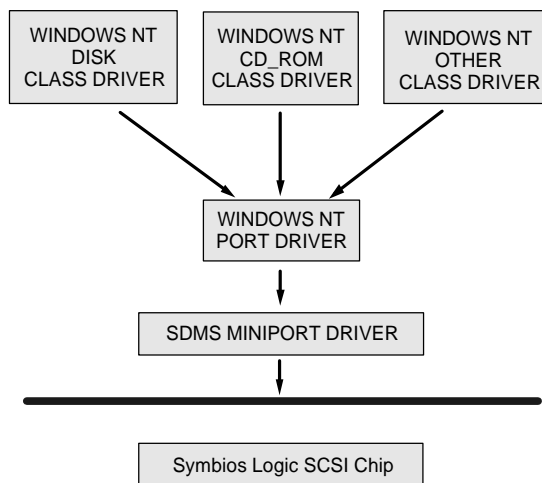 WINDOWS NT
DISK
CLASS DRIVER
WINDOWS NT
CD_ROM
CLASS DRIVER
WINDOWS NT
OTHER
CLASS DRIVER
WINDOWS NT
PORT DRIVER
SDMS MINIPORT DRIVER
Symbios Logic SCSI Chip